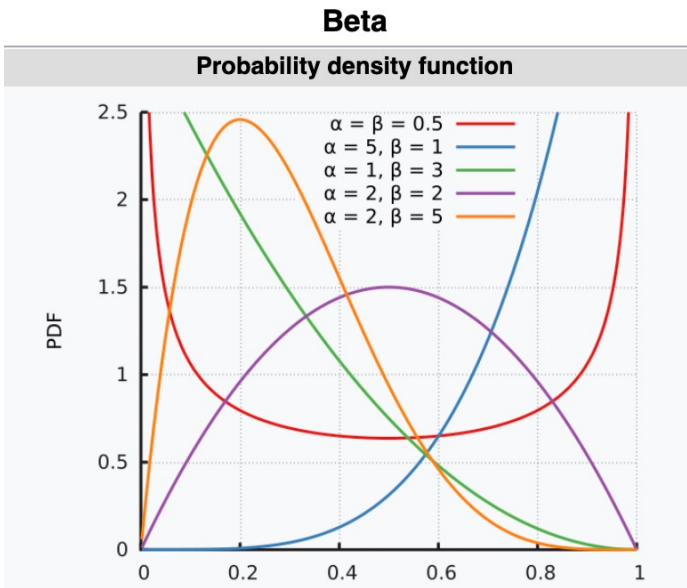 Beta
Probability density function
2.5
2
1.5
1
0.5
0
PDF
α = β = 0.5
α = 5, β = 1
α = 1, β = 3
α = 2, β = 2
α = 2, β = 5
0 0.2 0.4 0.6 0.8 1